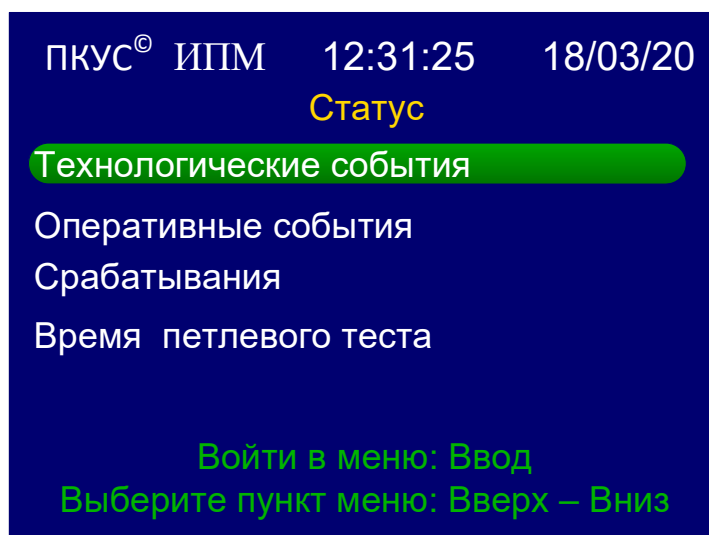 ПКУС© ИПМ 12:31:25 18/03/20
Статус
Технологические события
Оперативные события
Срабатывания
Время петлевого теста
Войти в меню: Ввод
Выберите пункт меню: Вверх – Вниз